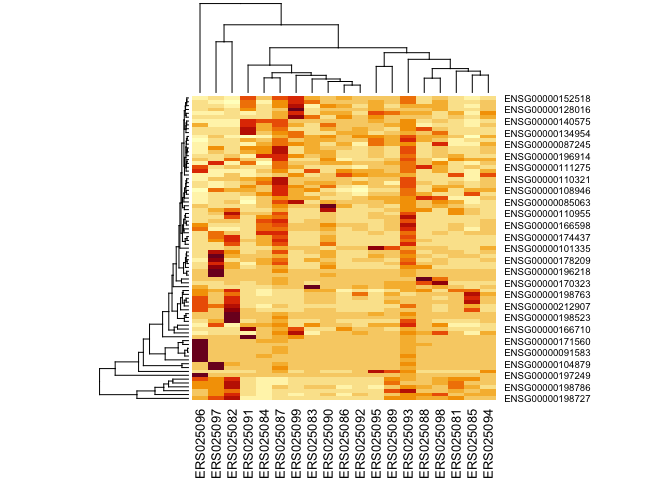 ENSG00000152518
ENSG00000128016
ENSG00000140575
ENSG00000134954
ENSG00000087245
ENSG00000196914
ENSG00000111275
ENSG00000110321
ENSG00000108946
ENSG00000085063
ENSG00000110955
ENSG00000166598
ENSG00000174437
ENSG00000101335
ENSG00000178209
ENSG00000196218
ENSG00000170323
ENSG00000198763
ENSG00000212907
ENSG00000198523
ENSG00000166710
ENSG00000171560
ENSG00000091583
ENSG00000104879
ENSG00000197249
ENSG00000198786
ENSG00000198727
ERS025096
ERS025097
ERS025082
ERS025091
ERS025084
ERS025087
ERS025099
ERS025083
ERS025090
ERS025086
ERS025092
ERS025095
ERS025089
ERS025093
ERS025088
ERS025098
ERS025081
ERS025085
ERS025094